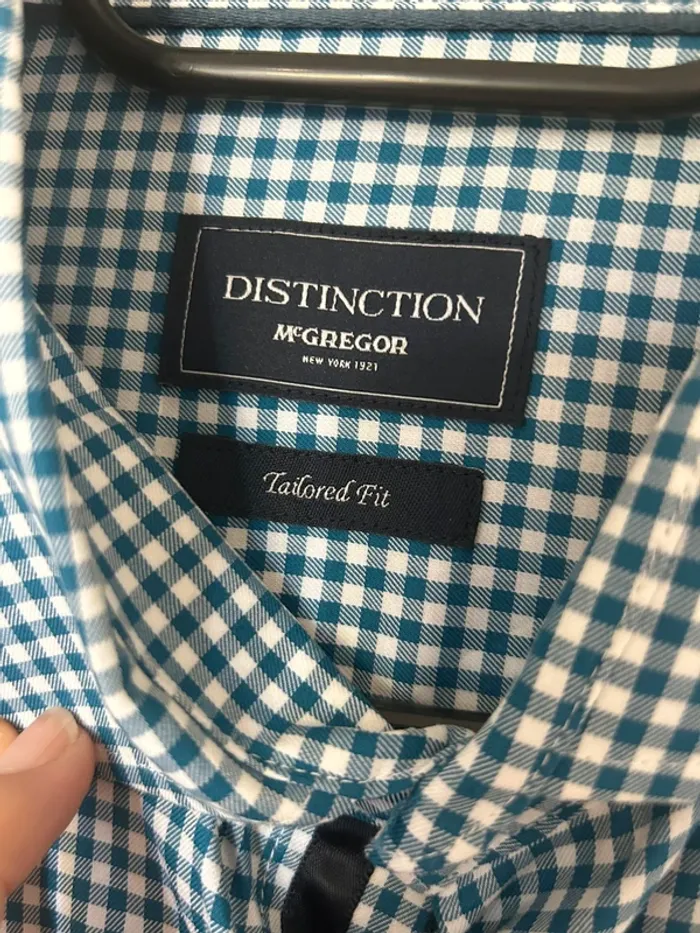 DISTINCTION
McGREGOR
NEW YORK 1921
Tailored Fit